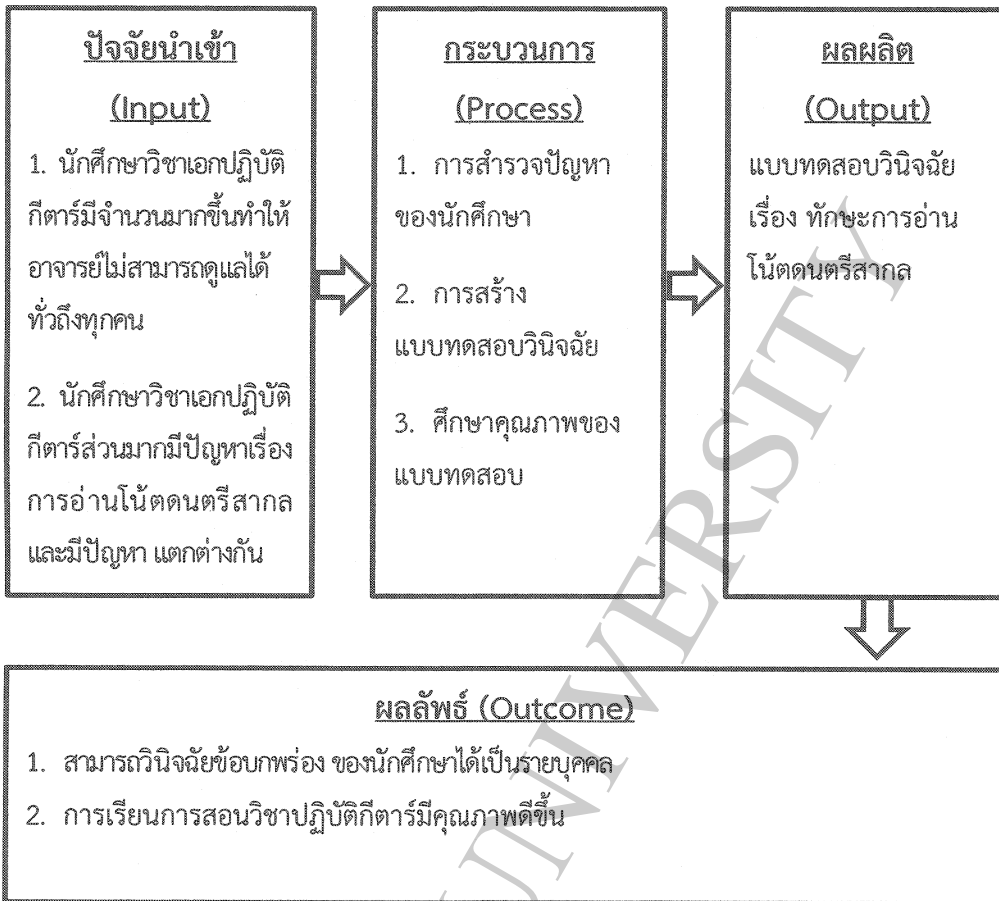 ปัจจัยนำเข้า
(Input)
1. นักศึกษาวิชาเอกปฏิบัติ
กีตาร์มีจำนวนมากขึ้นทำให้
อาจารย์ไม่สามารถดูแลได้
ทั่วถึงทุกคน
2. นักศึกษาวิชาเอกปฏิบัติ
กีตาร์ส่วนมากมีปัญหาเรื่อง
การอ่านโน้ตดนตรีสากล
และมีปัญหา แตกต่างกัน
กระบวนการ
(Process)
1. การสำรวจปัญหา
ของนักศึกษา
2. การสร้าง
แบบทดสอบวินิจฉัย
3. ศึกษาคุณภาพของ
แบบทดสอบ
ผลผลิต
(Output)
แบบทดสอบวินิจฉัย
เรื่อง ทักษะการอ่าน
โน้ตดนตรีสากล
ผลลัพธ์ (Outcome)
1. สามารถวินิจฉัยข้อบกพร่อง ของนักศึกษาได้เป็นรายบุคคล
2. การเรียนการสอนวิชาปฏิบัติกีตาร์มีคุณภาพดีขึ้น
UNIVERSITY